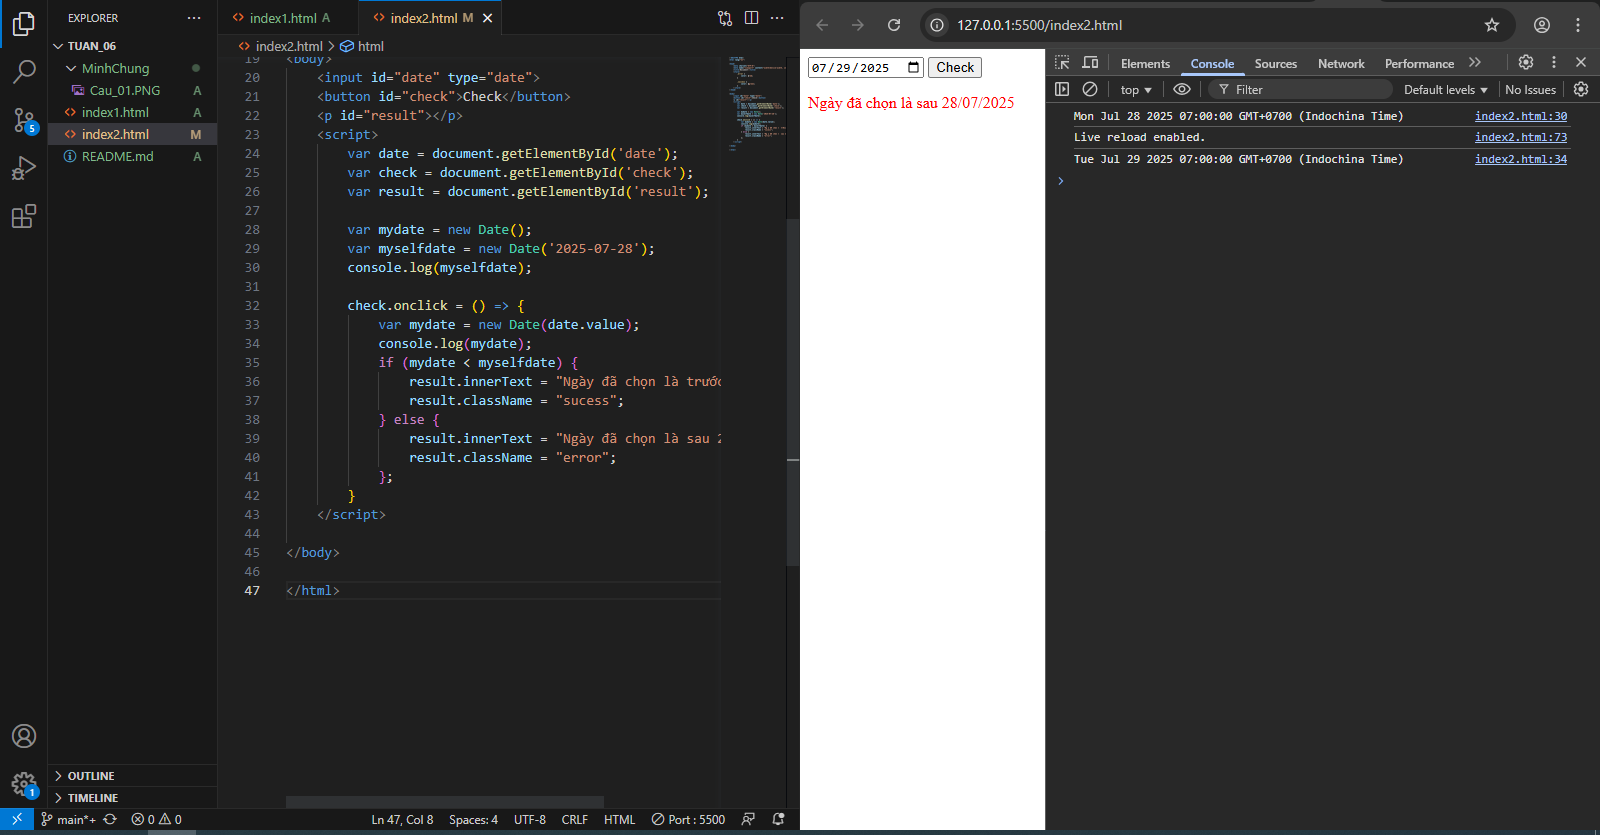 EXPLORER
TUAN_06
MinhChung
Cau_01.PNG A
index1.html A
index2.html M
README.md A
OUTLINE
TIMELINE
5
1
index1.html A
index2.html M
index2.html > html
19 <body>
20 <input id="date" type="date">
21 <button id="check">Check</button>
22 <p id="result"></p>
23 <script>
24 var date = document.getElementById('date');
25 var check = document.getElementById('check');
26 var result = document.getElementById('result');
27
28 var mydate = new Date();
29 var myselfdate = new Date('2025-07-28');
30 console.log(myselfdate);
31
32 check.onclick = () => {
33 var mydate = new Date(date.value);
34 console.log(mydate);
35 if (mydate < myselfdate) {
36 result.innerText = "Ngày đã chọn là trước
37 result.className = "sucess";
38 } else {
39 result.innerText = "Ngày đã chọn là sau 2
40 result.className = "error";
41 };
42 }
43 </script>
44
45 </body>
46
47 </html>
main*+ 0 0 Ln 47, Col 8 Spaces: 4 UTF-8 CRLF HTML Port : 5500
127.0.0.1:5500/index2.html
07/29/2025 Check
Ngày đã chọn là sau 28/07/2025
Elements Console Sources Network Performance
top Filter Default levels No Issues
Mon Jul 28 2025 07:00:00 GMT+0700 (Indochina Time) index2.html:30
Live reload enabled. index2.html:73
Tue Jul 29 2025 07:00:00 GMT+0700 (Indochina Time) index2.html:34